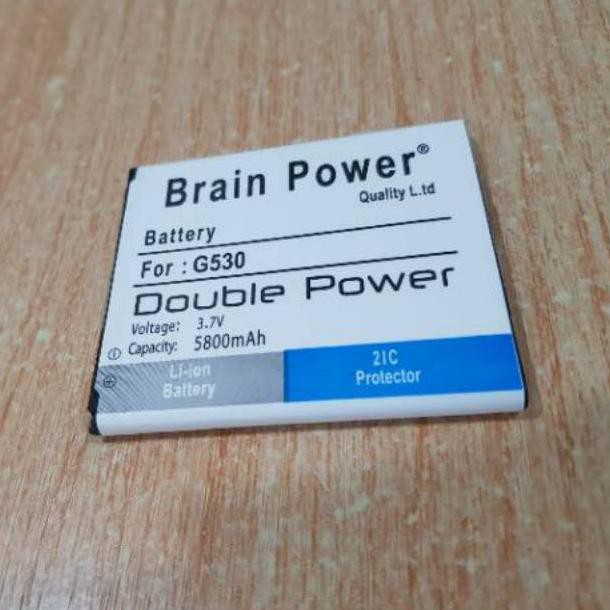 Brain Power®
Quality L.td
Battery
For : G530
Double Power
Voltage: 3.7V
Capacity: 5800mAh
Li-ion
Battery
2IC
Protector